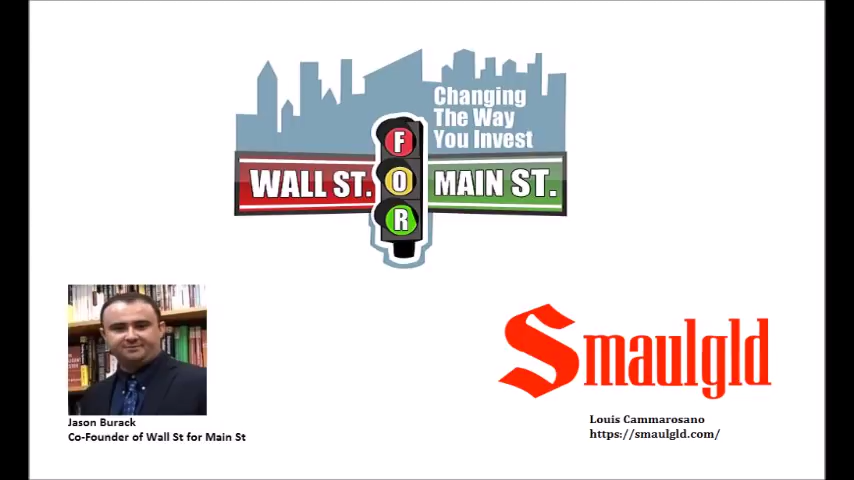 Changing
The Way
You Invest
WALL ST. FOR MAIN ST.
Smaulgld
Jason Burack
Co-Founder of Wall St for Main St
Louis Cammarosano
https://smaulgld.com/